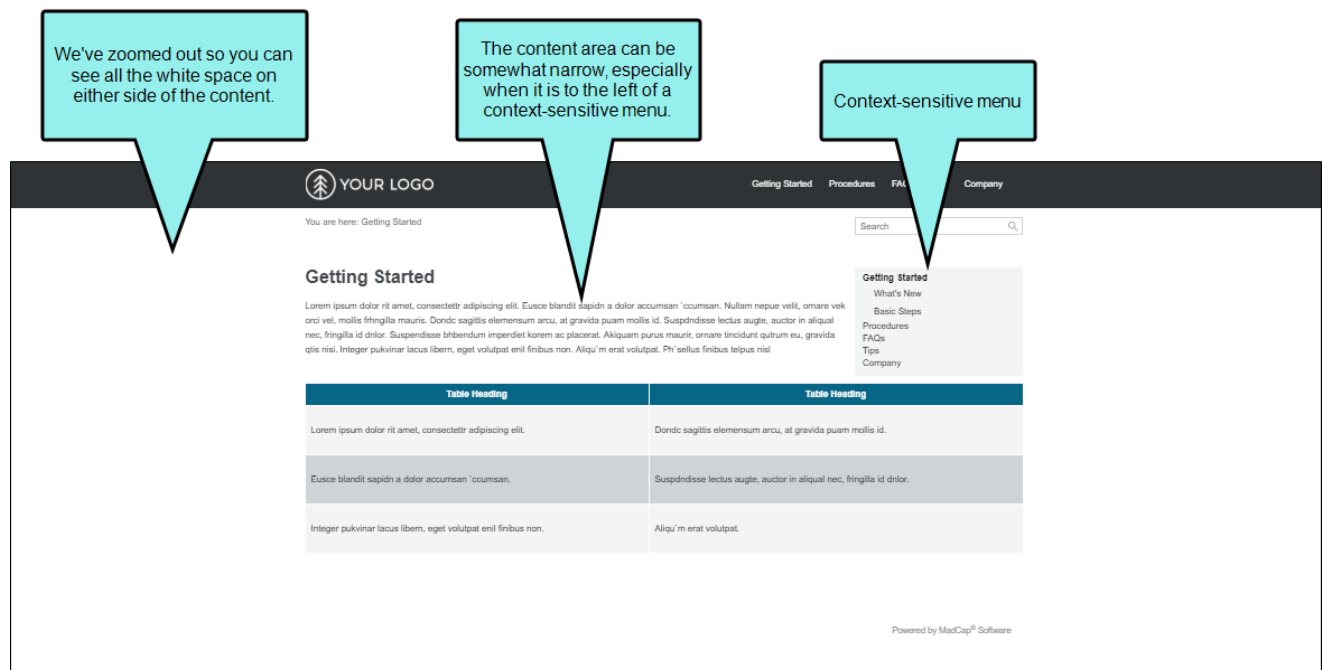 We've zoomed out so you can
see all the white space on
either side of the content.
The content area can be
somewhat narrow, especially
when it is to the left of a
context-sensitive menu.
Context-sensitive menu
YOUR LOGO
Getting Started Procedures Company
You are here: Getting Started
Search
Getting Started
Lorem ipsum dolor rit amet, consectettr adipiscing elit. Eusce blandit sapidn a dolor accumsan `ccumsan. Nullam nepue velit, omare vek
orci vel, mollis frhngilla mauris. Dondc sagittis elemensum arcu, at gravida puam mollis id. Suspdndisse lectus augte, auctor in aliqual
nec, fringilla id dnlor. Suspendisse bhbendum imperdiet korem ac placerat. Akiquam purus maurir, ornare tincidunt qutrum eu, gravida
qtis nisi. Integer pukvinar lacus libern, eget volutpat enil finibus non. Aliqu`m erat volutpat. Ph`sellus finibus telpus nisl
Getting Started
What's New
Basic Steps
Procedures
FAQs
Tips
Company
Table Heading Table Heading
Lorem ipsum dolor rit amet, consectettr adipiscing elit. Dondc sagittis elemensum arcu, at gravida puam mollis id.
Eusce blandit sapidn a dolor accumsan `ccumsan. Suspdndisse lectus augte, auctor in aliqual nec, fringilla id dnlor.
Integer pukvinar lacus libern, eget volutpat enil finibus non. Aliqu`m erat volutpat.
Powered by MadCap® Software